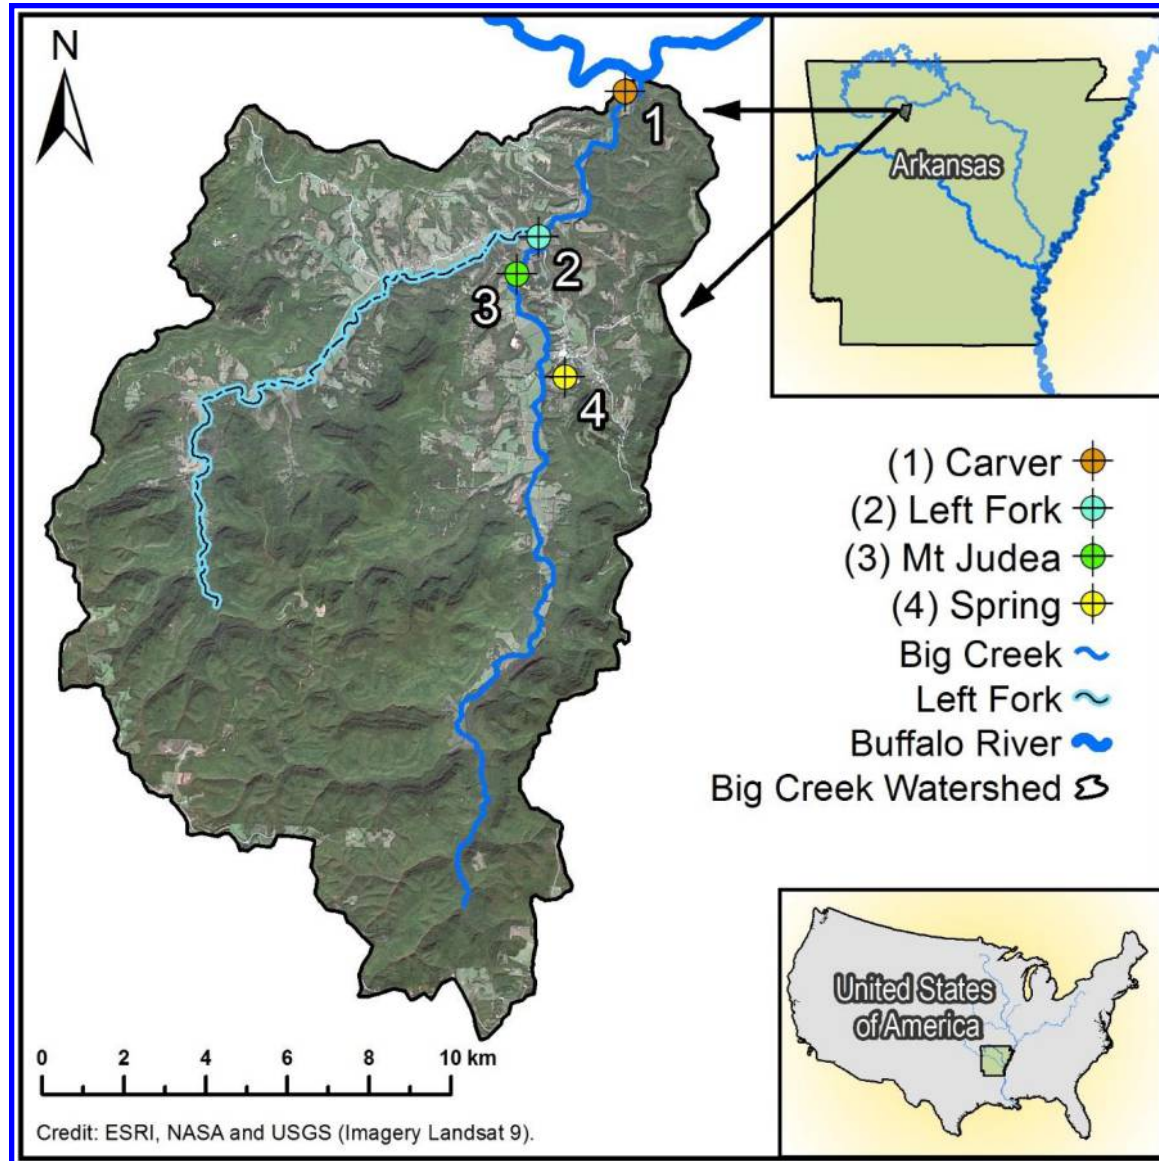 N
1
2
3
4
Arkansas
(1) Carver
(2) Left Fork
(3) Mt Judea
(4) Spring
Big Creek
Left Fork
Buffalo River
Big Creek Watershed
United States
of America
0 2 4 6 8 10 km
Credit: ESRI, NASA and USGS (Imagery Landsat 9).